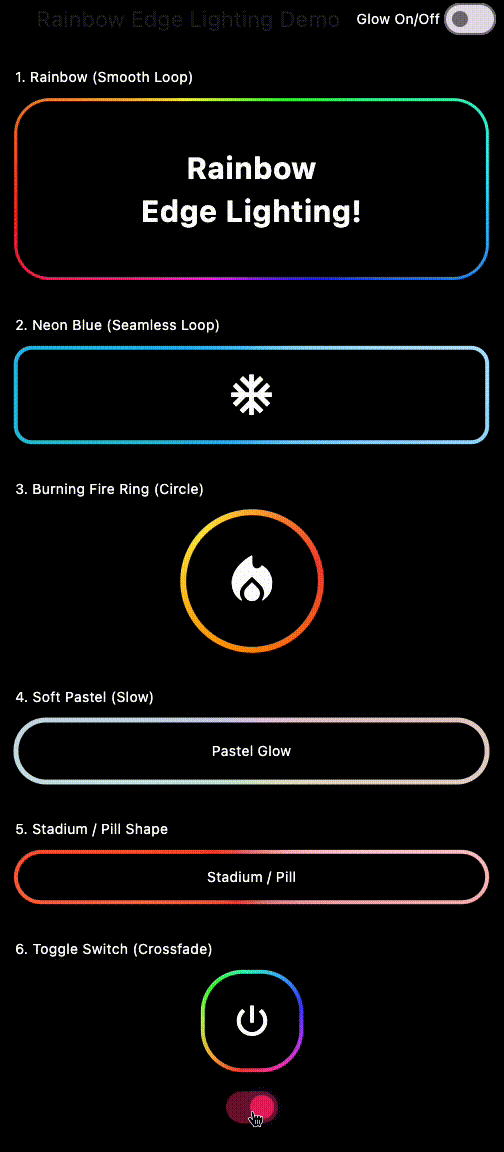 Rainbow Edge Lighting Demo
Glow On/Off
1. Rainbow (Smooth Loop)
Rainbow
Edge Lighting!
2. Neon Blue (Seamless Loop)
3. Burning Fire Ring (Circle)
4. Soft Pastel (Slow)
Pastel Glow
5. Stadium / Pill Shape
Stadium / Pill
6. Toggle Switch (Crossfade)